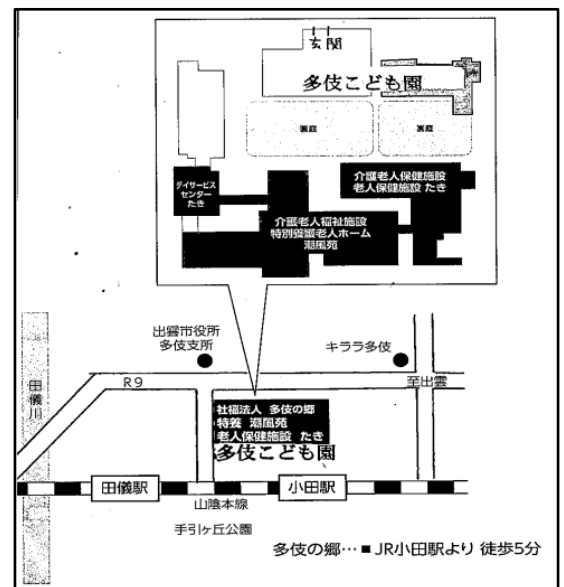 玄関
多伎こども園
園庭
園庭
デイサービス
センター
たき
介護老人保健施設
老人保健施設 たき
介護老人福祉施設
特別養護老人ホーム
潮風苑
出雲市役所
多伎支所
キララ多伎
田儀川
R9
至出雲
社福法人 多伎の郷
特養 潮風苑
老人保健施設 たき
多伎こども園
田儀駅
小田駅
山陰本線
手引ヶ丘公園
多伎の郷…■JR小田駅より 徒歩5分